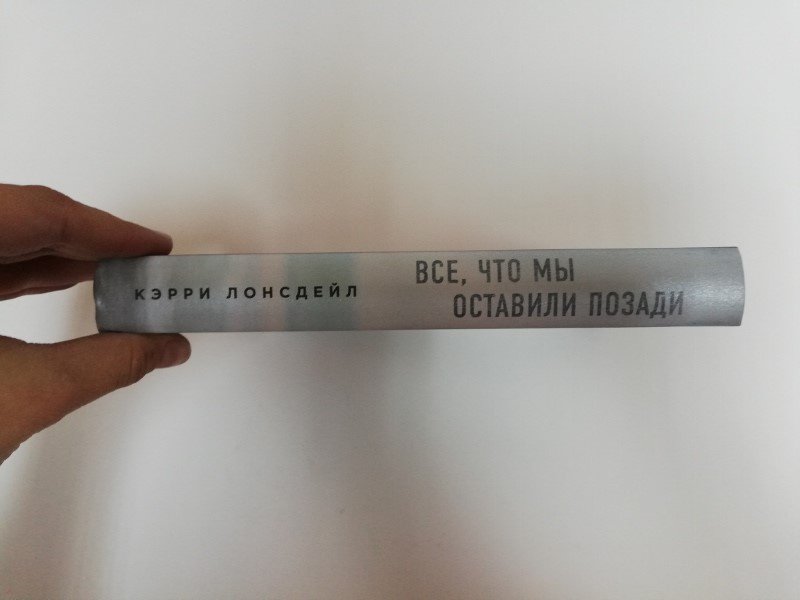 КЭРРИ ЛОНСДЕЙЛ
ВСЕ, ЧТО МЫ
ОСТАВИЛИ ПОЗАДИ